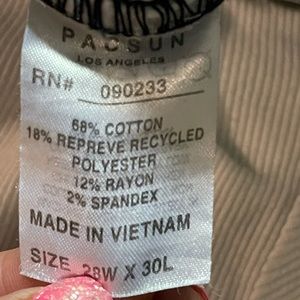 PACSUN
LOS ANGELES
RN# 090233
68% COTTON
18% REPREVE RECYCLED
POLYESTER
12% RAYON
2% SPANDEX
MADE IN VIETNAM
SIZE 28W X 30L